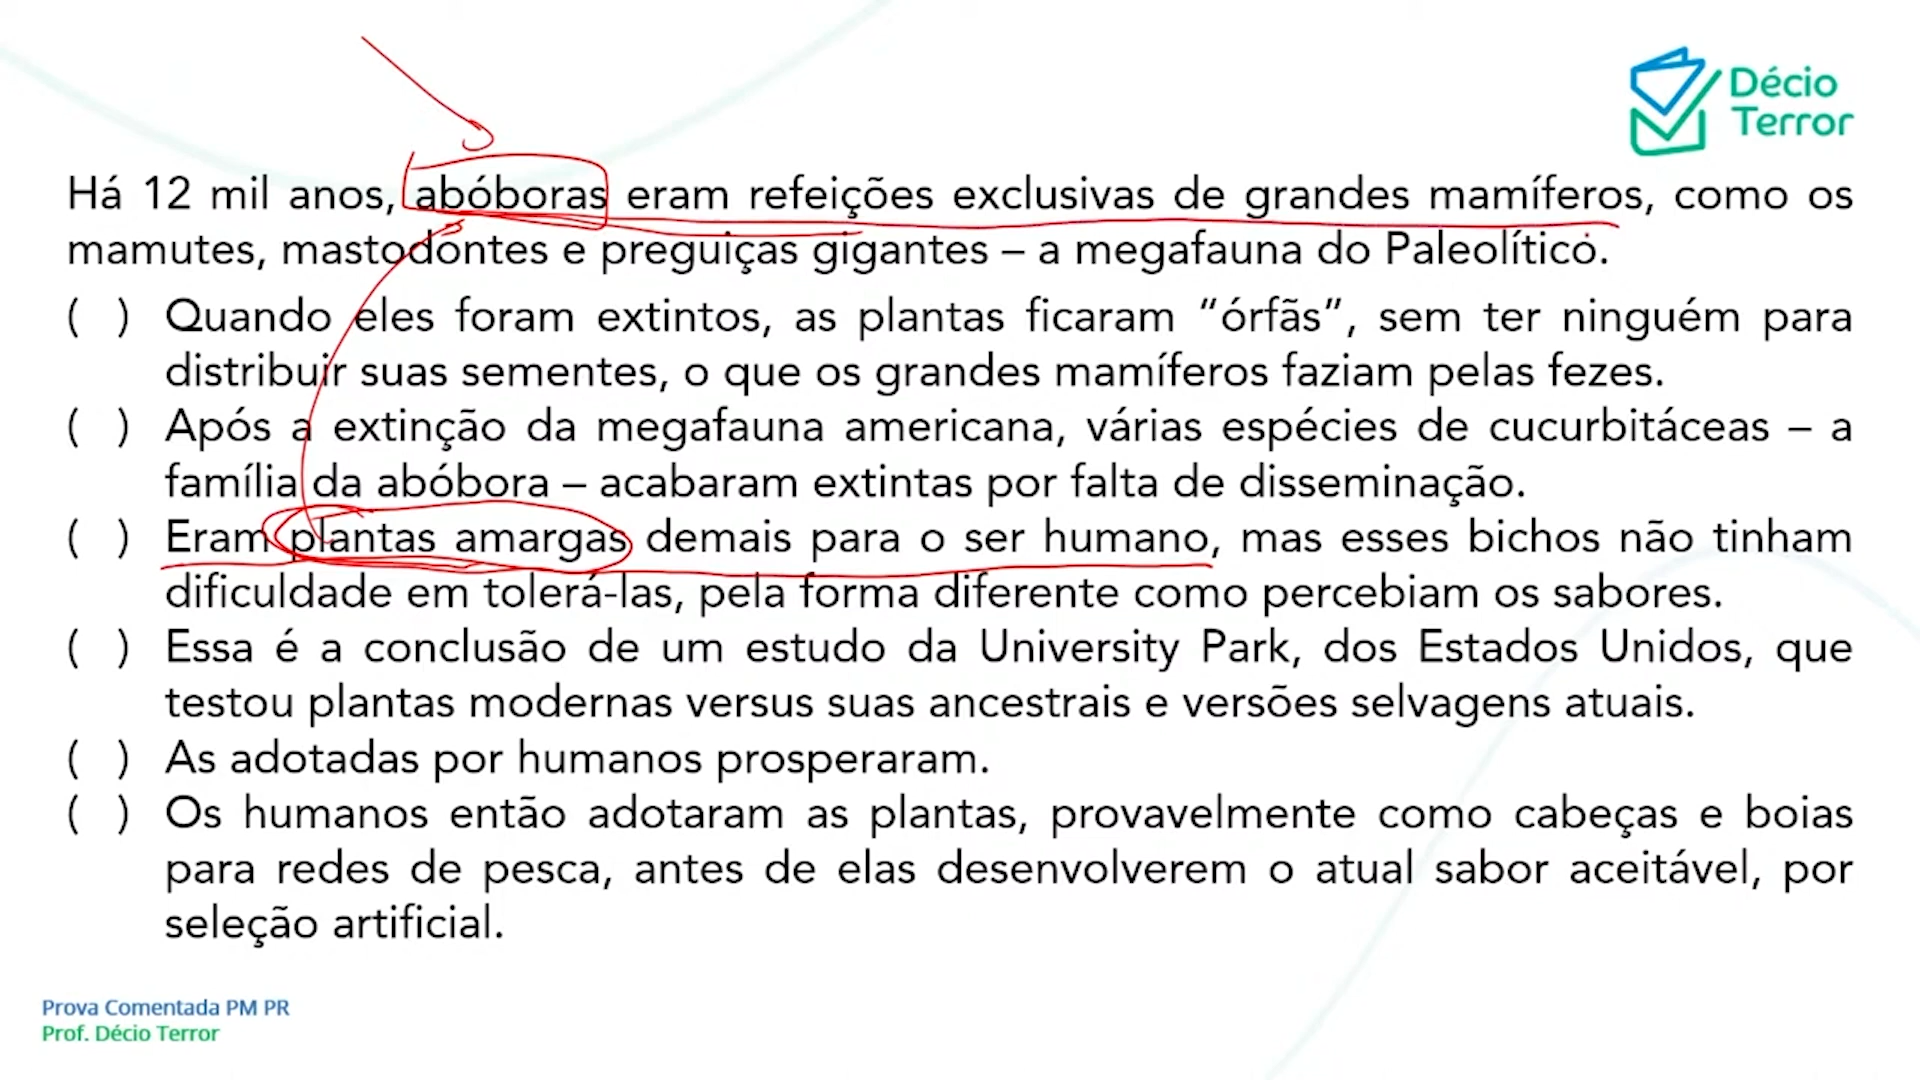 Décio
Terror
Há 12 mil anos, abóboras eram refeições exclusivas de grandes mamíferos, como os
mamutes, mastodontes e preguiças gigantes – a megafauna do Paleolítico.
( ) Quando eles foram extintos, as plantas ficaram “órfãs”, sem ter ninguém para
distribuir suas sementes, o que os grandes mamíferos faziam pelas fezes.
( ) Após a extinção da megafauna americana, várias espécies de cucurbitáceas – a
família da abóbora – acabaram extintas por falta de disseminação.
( ) Eram plantas amargas demais para o ser humano, mas esses bichos não tinham
dificuldade em tolerá-las, pela forma diferente como percebiam os sabores.
( ) Essa é a conclusão de um estudo da University Park, dos Estados Unidos, que
testou plantas modernas versus suas ancestrais e versões selvagens atuais.
( ) As adotadas por humanos prosperaram.
( ) Os humanos então adotaram as plantas, provavelmente como cabeças e boias
para redes de pesca, antes de elas desenvolverem o atual sabor aceitável, por
seleção artificial.
Prova Comentada PM PR
Prof. Décio Terror